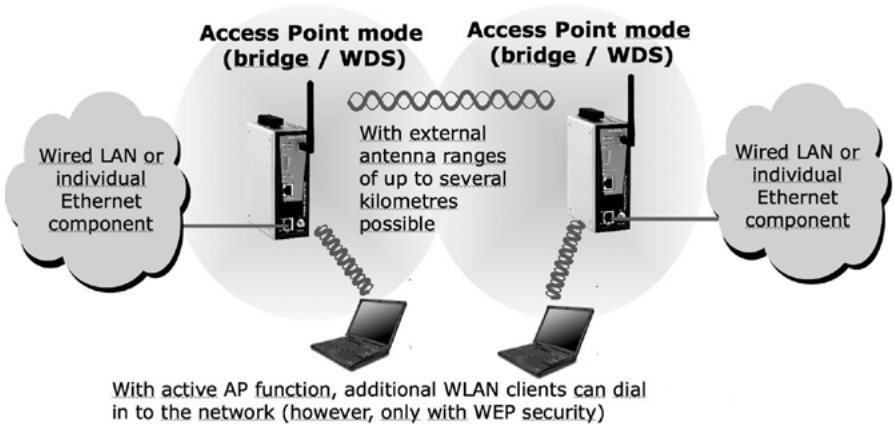 Access Point mode
(bridge / WDS)
Access Point mode
(bridge / WDS)
Wired LAN or
individual
Ethernet
component
With external
antenna ranges
of up to several
kilometres
possible
Wired LAN or
individual
Ethernet
component
With active AP function, additional WLAN clients can dial
in to the network (however, only with WEP security)